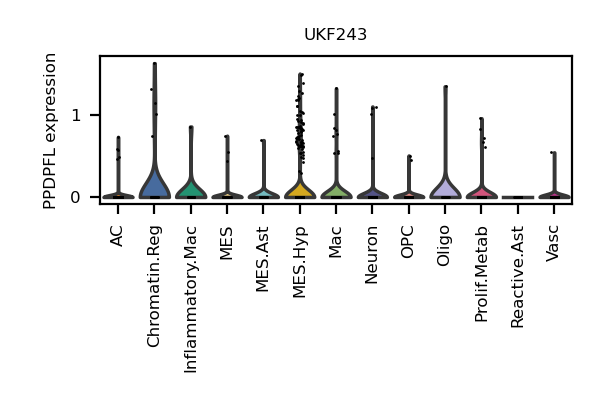 UKF243
PPDPFL expression
1
0
AC
Chromatin.Reg
Inflammatory.Mac
MES
MES.Ast
MES.Hyp
Mac
Neuron
OPC
Oligo
Prolif.Metab
Reactive.Ast
Vasc